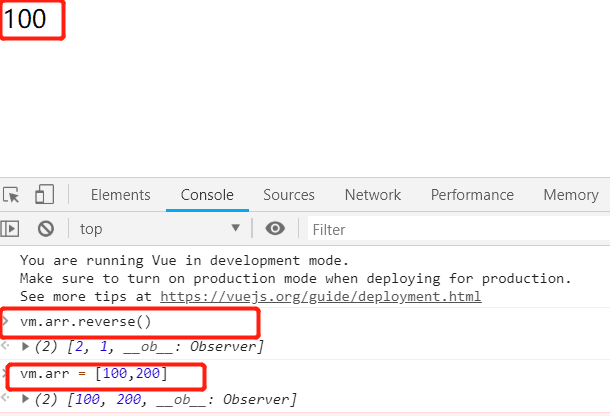 100
Elements Console Sources Network Performance Memory
top ▼ Filter
You are running Vue in development mode.
Make sure to turn on production mode when deploying for production.
See more tips at https://vuejs.org/guide/deployment.html
> vm.arr.reverse()
(2) [2, 1, __ob__: Observer]
> vm.arr = [100,200]
(2) [100, 200, __ob__: Observer]